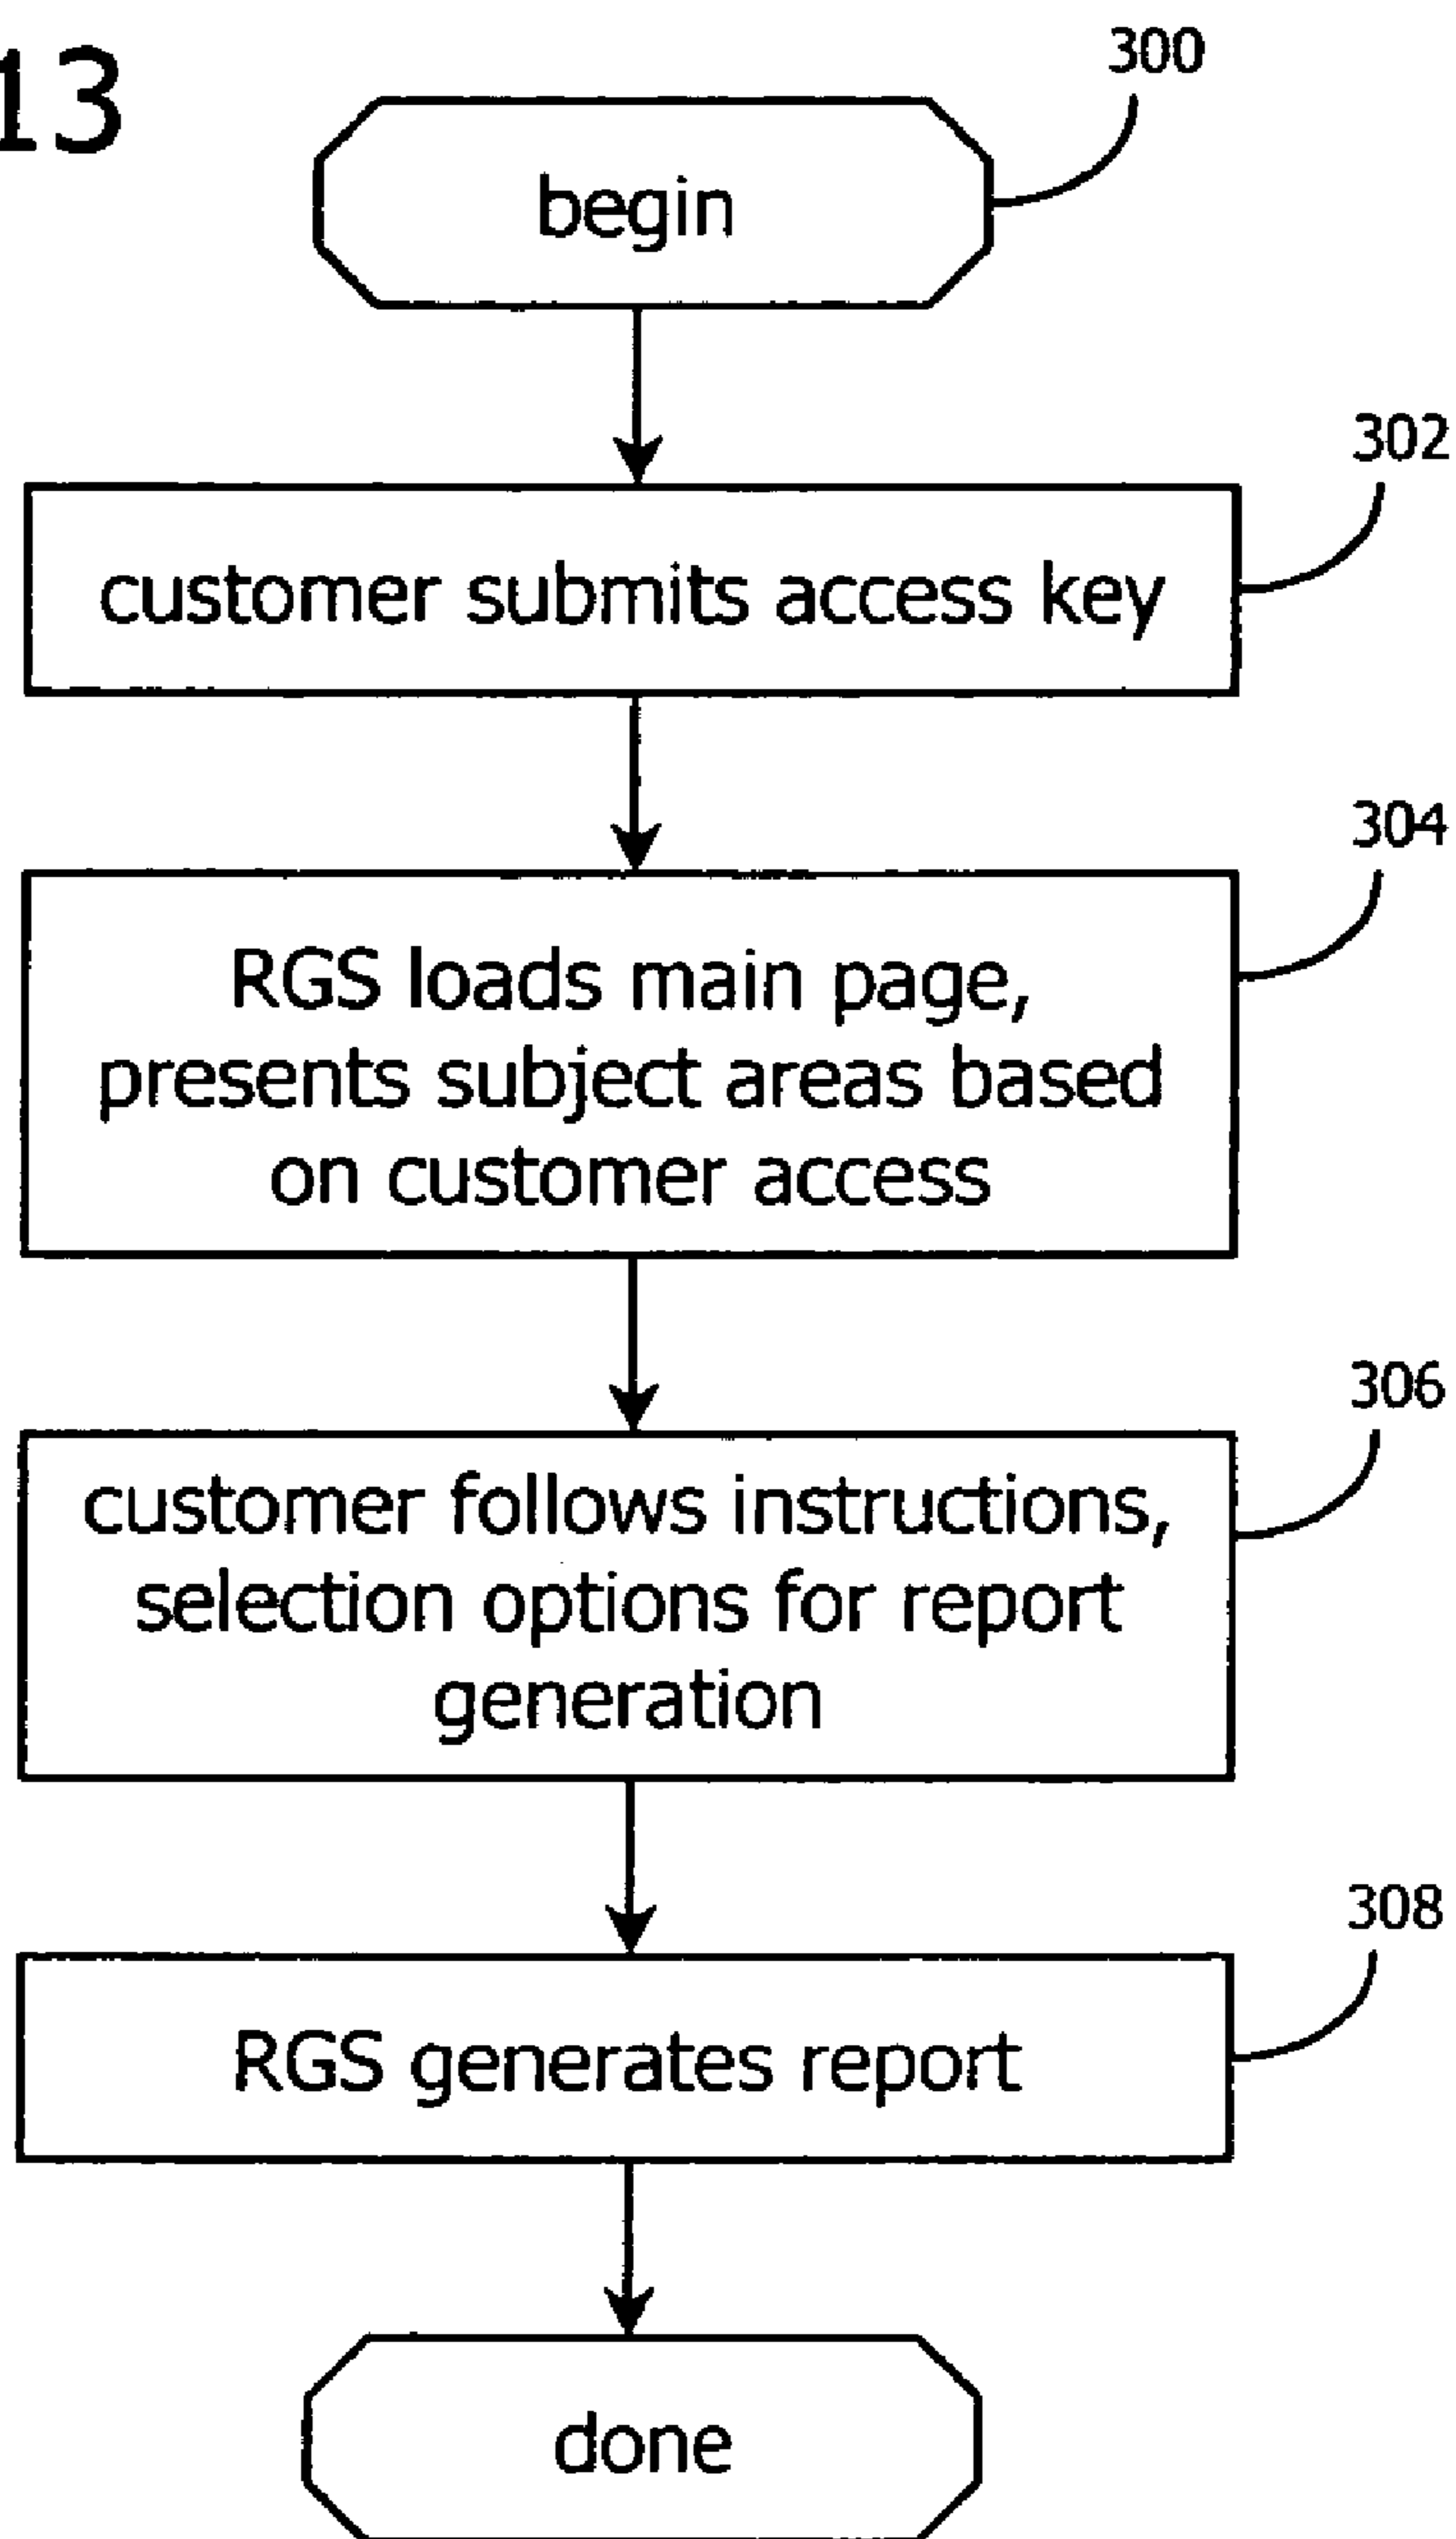 13
300
begin
302
customer submits access key
304
RGS loads main page,
presents subject areas based
on customer access
306
customer follows instructions,
selection options for report
generation
308
RGS generates report
done